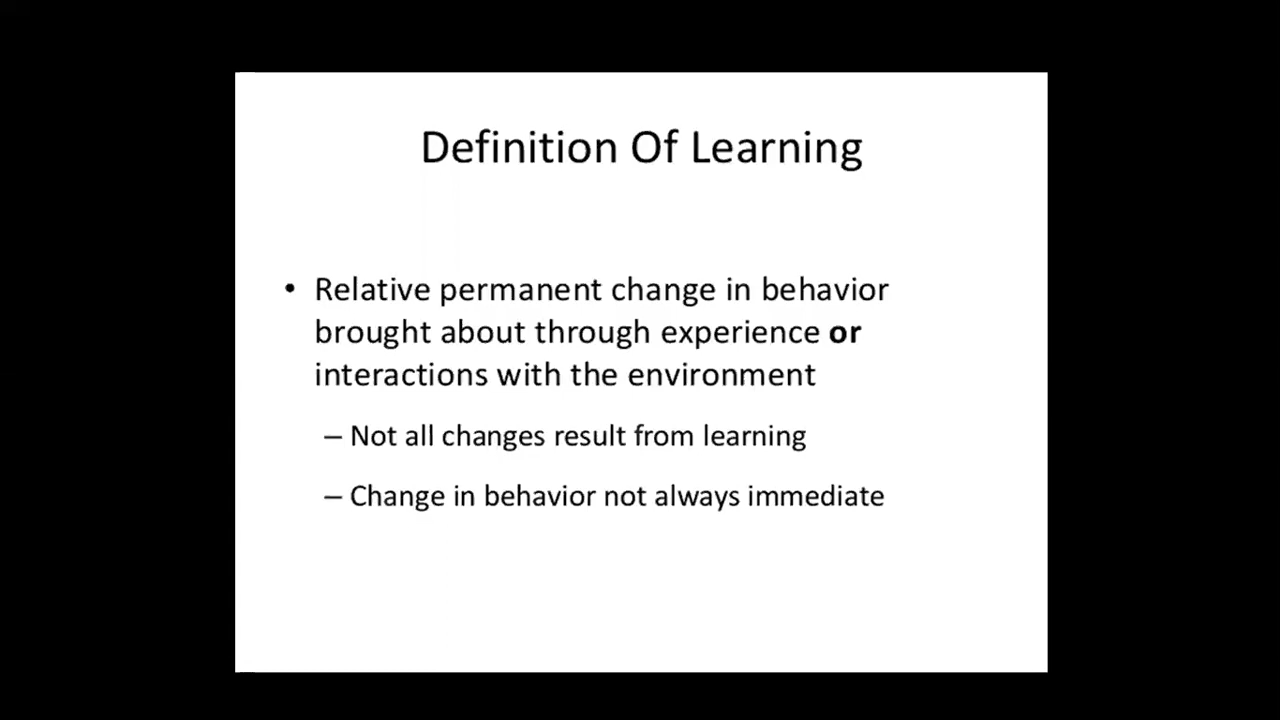 Definition Of Learning
• Relative permanent change in behavior
brought about through experience or
interactions with the environment
– Not all changes result from learning
– Change in behavior not always immediate